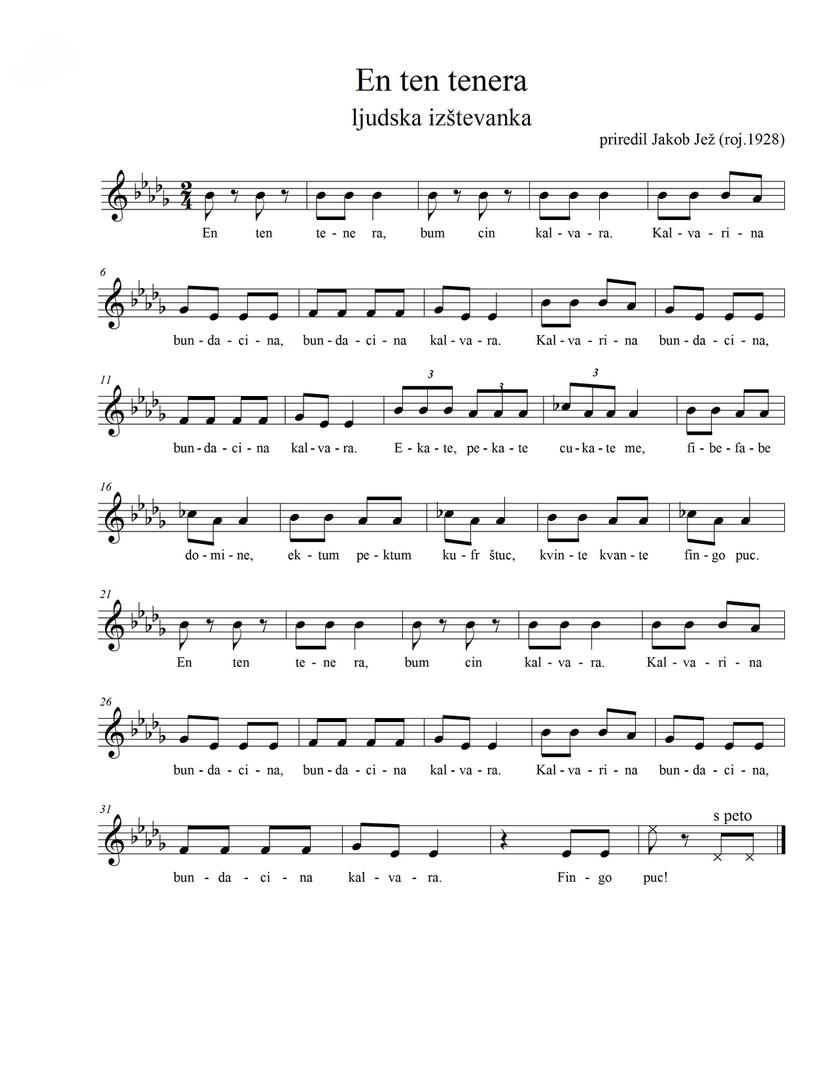 En ten tenera
ljudska izštevanka
priredil Jakob Jež (roj.1928)
2
4
En ten te - ne ra, bum cin kal - va - ra. Kal - va - ri - na
6
bun - da - ci - na, bun - da - ci - na kal - va - ra. Kal - va - ri - na bun - da - ci - na,
11
3 3 3
bun - da - ci - na kal - va - ra. E - ka - te, pe - ka - te cu - ka - te me, fi - be - fa - be
16
do - mi - ne, ek - tum pe - ktum ku - fr štuc, kvin - te kvan - te fin - go puc.
21
En ten te - ne ra, bum cin kal - va - ra. Kal - va - ri - na
26
bun - da - ci - na, bun - da - ci - na kal - va - ra. Kal - va - ri - na bun - da - ci - na,
31
s peto
bun - da - ci - na kal - va - ra. Fin - go puc!